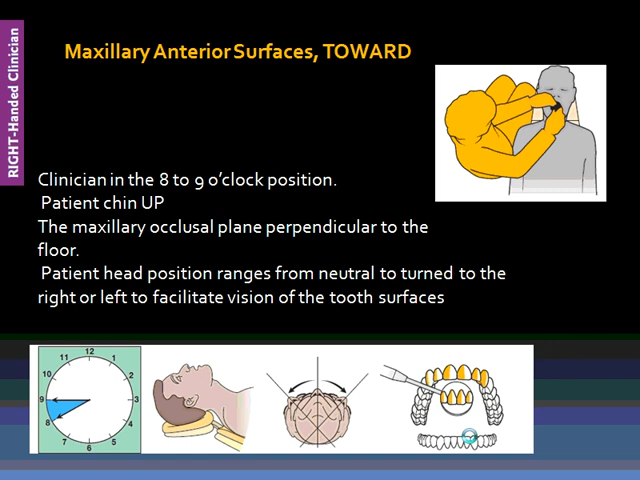 RIGHT-Handed Clinician
Maxillary Anterior Surfaces, TOWARD
Clinician in the 8 to 9 o’clock position.
Patient chin UP
The maxillary occlusal plane perpendicular to the
floor.
Patient head position ranges from neutral to turned to the
right or left to facilitate vision of the tooth surfaces
12
11 1
10 2
9 3
8 4
7 5
6